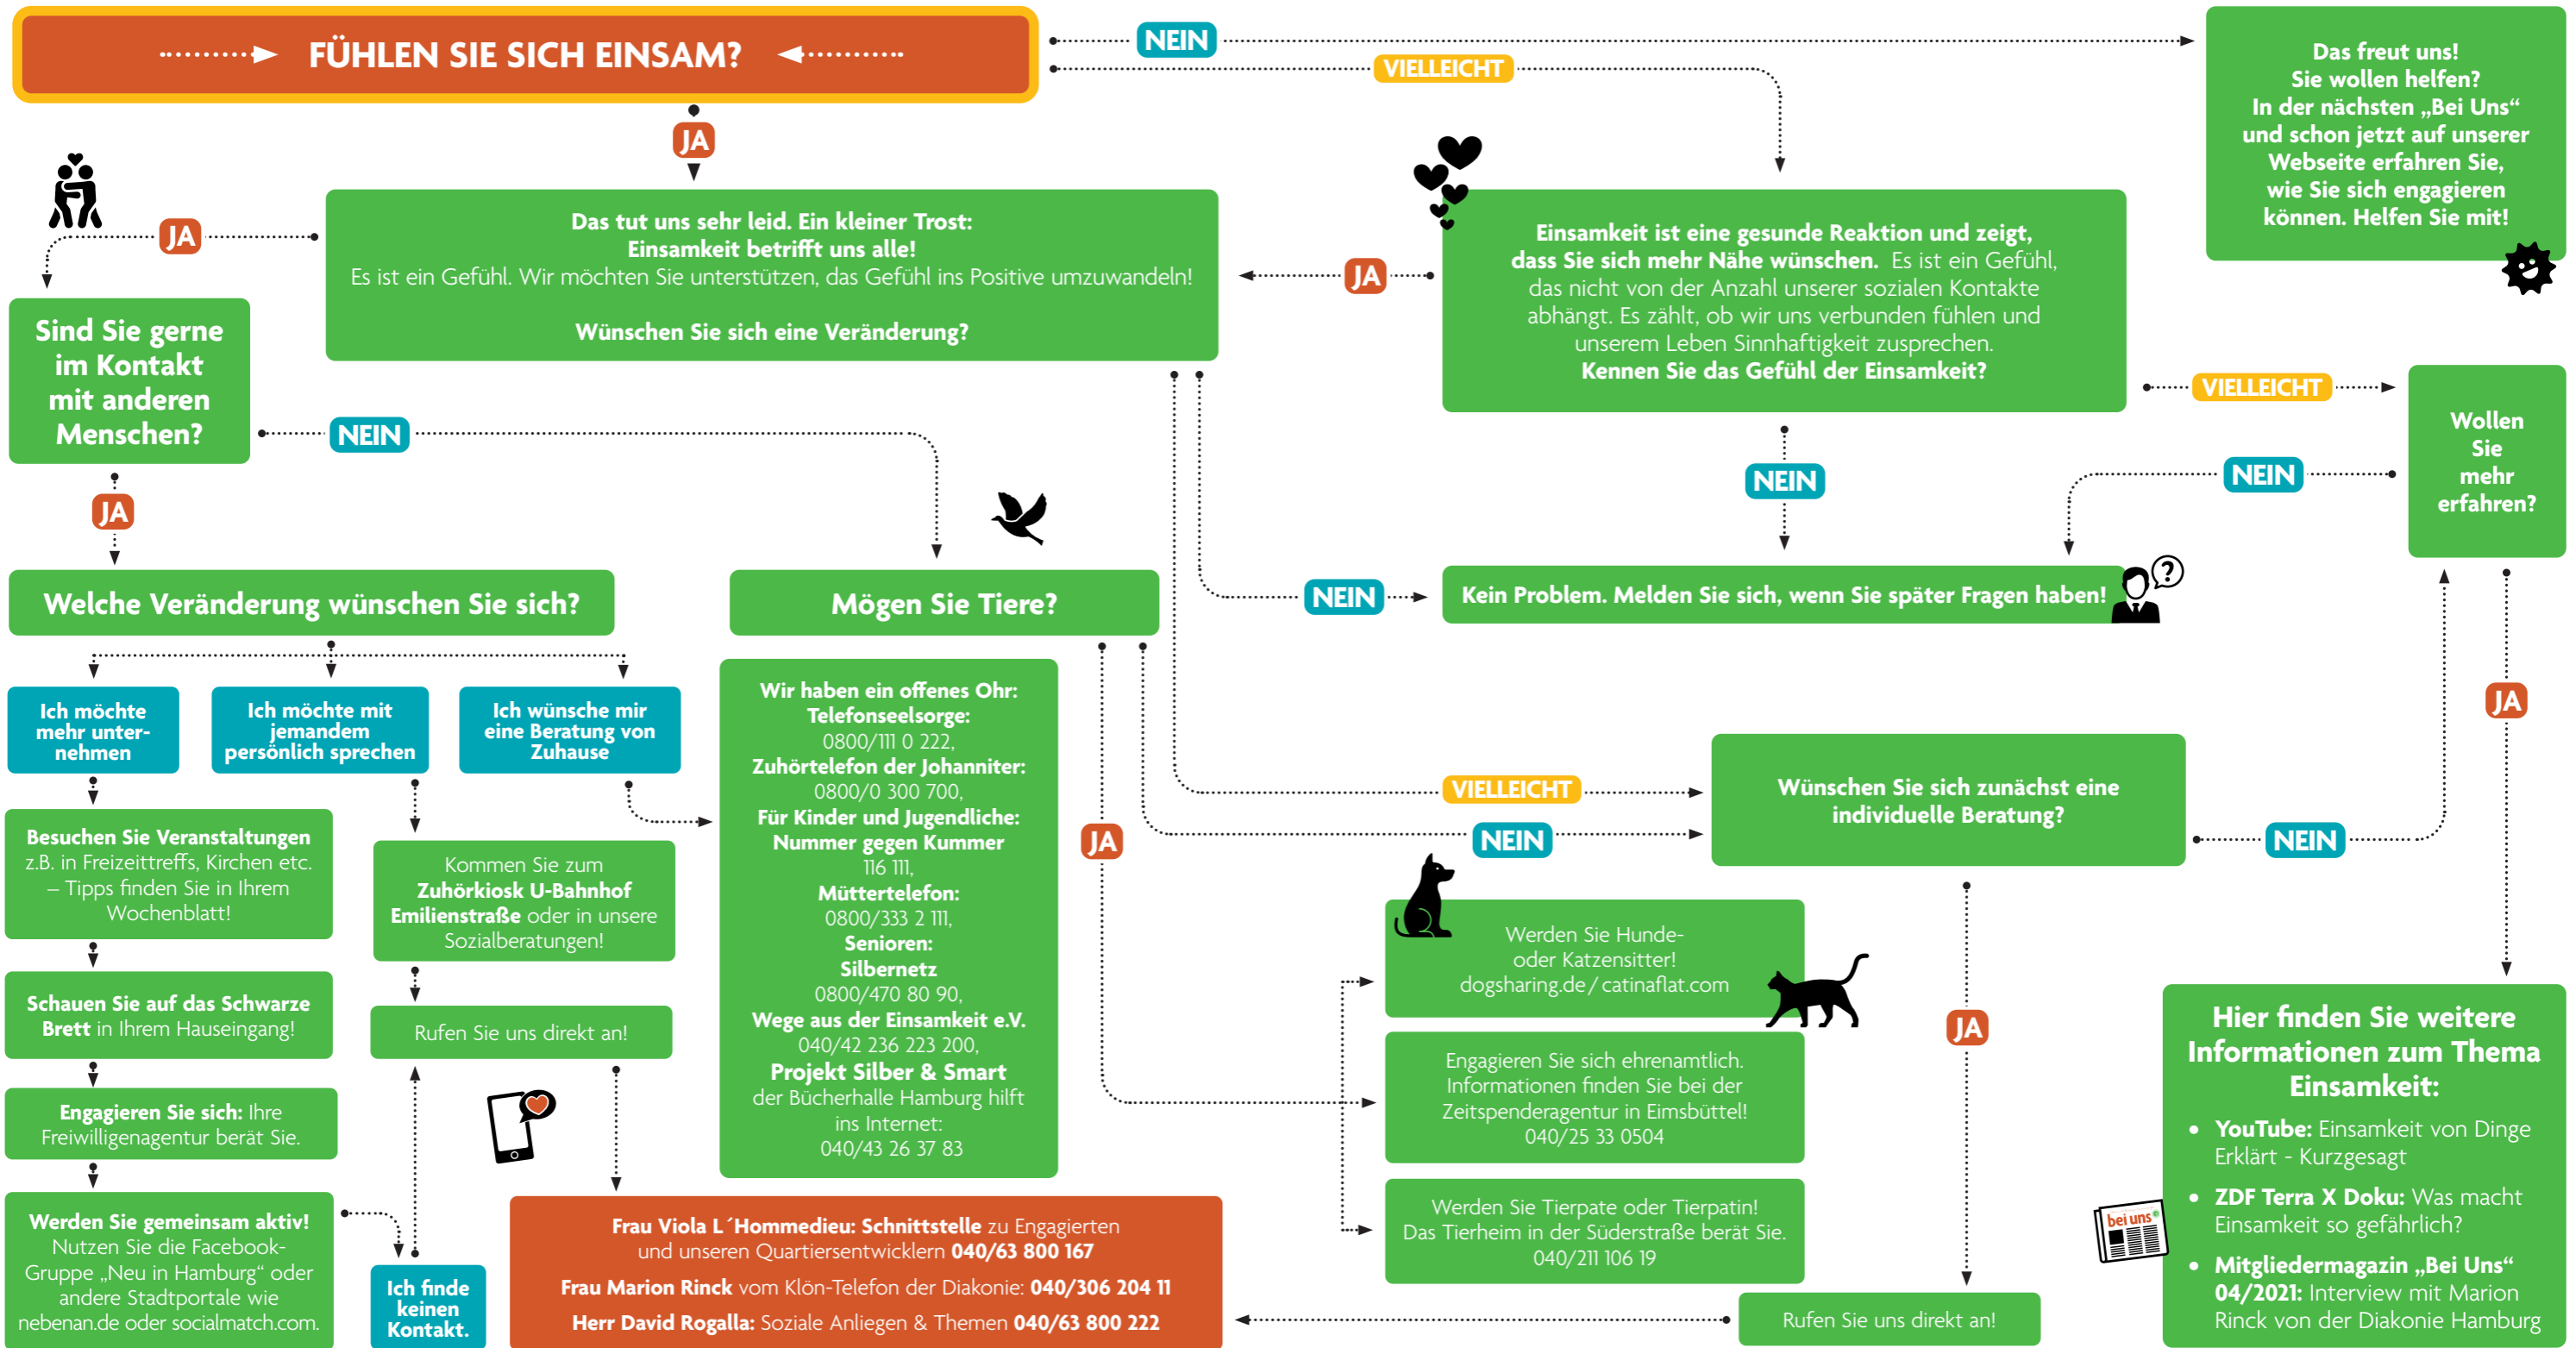 FÜHLEN SIE SICH EINSAM?
NEIN
VIELLEICHT
Das freut uns!
Sie wollen helfen?
In der nächsten „Bei Uns“
und schon jetzt auf unserer
Webseite erfahren Sie,
wie Sie sich engagieren
können. Helfen Sie mit!
JA
Das tut uns sehr leid. Ein kleiner Trost:
Einsamkeit betrifft uns alle!
Es ist ein Gefühl. Wir möchten Sie unterstützen, das Gefühl ins Positive umzuwandeln!
Wünschen Sie sich eine Veränderung?
JA
JA
Einsamkeit ist eine gesunde Reaktion und zeigt,
dass Sie sich mehr Nähe wünschen. Es ist ein Gefühl,
das nicht von der Anzahl unserer sozialen Kontakte
abhängt. Es zählt, ob wir uns verbunden fühlen und
unserem Leben Sinnhaftigkeit zusprechen.
Kennen Sie das Gefühl der Einsamkeit?
VIELLEICHT
Wollen
Sie
mehr
erfahren?
NEIN
NEIN
Sind Sie gerne
im Kontakt
mit anderen
Menschen?
NEIN
JA
Welche Veränderung wünschen Sie sich?
Mögen Sie Tiere?
NEIN
Kein Problem. Melden Sie sich, wenn Sie später Fragen haben!
?
JA
Ich möchte
mehr unter-
nehmen
Ich möchte mit
jemandem
persönlich sprechen
Ich wünsche mir
eine Beratung von
Zuhause
Wir haben ein offenes Ohr:
Telefonseelsorge:
0800/111 0 222,
Zuhörtelefon der Johanniter:
0800/0 300 700,
Für Kinder und Jugendliche:
Nummer gegen Kummer
116 111,
Müttertelefon:
0800/333 2 111,
Senioren:
Silbernetz
0800/470 80 90,
Wege aus der Einsamkeit e.V.
040/42 236 223 200,
Projekt Silber & Smart
der Bücherhalle Hamburg hilft
ins Internet:
040/43 26 37 83
JA
VIELLEICHT
NEIN
Wünschen Sie sich zunächst eine
individuelle Beratung?
NEIN
JA
Besuchen Sie Veranstaltungen
z.B. in Freizeittreffs, Kirchen etc.
– Tipps finden Sie in Ihrem
Wochenblatt!
Kommen Sie zum
Zuhörkiosk U-Bahnhof
Emilienstraße oder in unsere
Sozialberatungen!
Schauen Sie auf das Schwarze
Brett in Ihrem Hauseingang!
Rufen Sie uns direkt an!
Engagieren Sie sich: Ihre
Freiwilligenagentur berät Sie.
Werden Sie gemeinsam aktiv!
Nutzen Sie die Facebook-
Gruppe „Neu in Hamburg“ oder
andere Stadtportale wie
nebenan.de oder socialmatch.com.
Ich finde
keinen
Kontakt.
Frau Viola L´Hommedieu: Schnittstelle zu Engagierten
und unseren Quartiersentwicklern 040/63 800 167
Frau Marion Rinck vom Klön-Telefon der Diakonie: 040/306 204 11
Herr David Rogalla: Soziale Anliegen & Themen 040/63 800 222
Werden Sie Hunde-
oder Katzensitter!
dogsharing.de/ catinaflat.com
Engagieren Sie sich ehrenamtlich.
Informationen finden Sie bei der
Zeitspenderagentur in Eimsbüttel!
040/25 33 0504
Werden Sie Tierpate oder Tierpatin!
Das Tierheim in der Süderstraße berät Sie.
040/211 106 19
Rufen Sie uns direkt an!
Hier finden Sie weitere
Informationen zum Thema
Einsamkeit:
• YouTube: Einsamkeit von Dinge
Erklärt - Kurzgesagt
• ZDF Terra X Doku: Was macht
Einsamkeit so gefährlich?
• Mitgliedermagazin „Bei Uns“
04/2021: Interview mit Marion
Rinck von der Diakonie Hamburg
bei uns